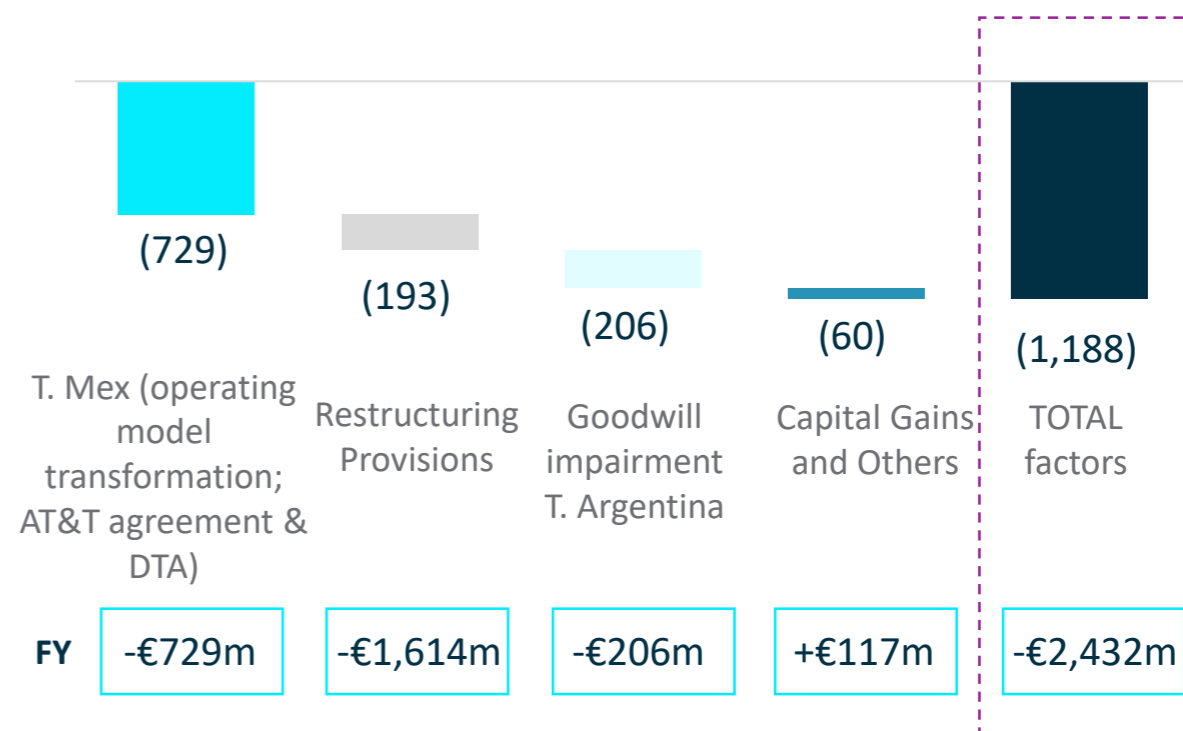 (729)
(193)
(206)
(60)
(1,188)
T. Mex (operating
model
transformation;
AT&T agreement &
DTA)
Restructuring
Provisions
Goodwill
impairment
T. Argentina
Capital Gains
and Others
TOTAL
factors
FY
-€729m
-€1,614m
-€206m
+€117m
-€2,432m